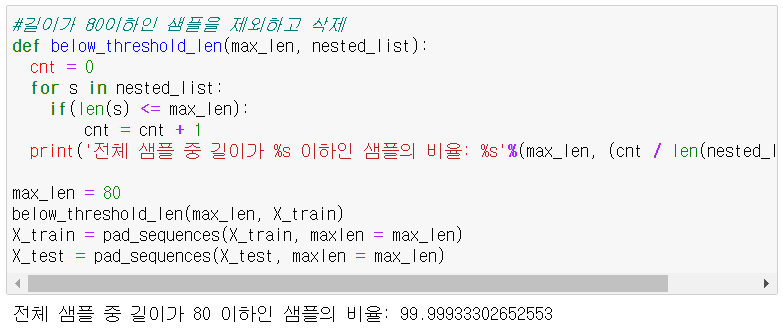 #길이가 80이하인 샘플을 제외하고 삭제
def below_threshold_len(max_len, nested_list):
  cnt = 0
  for s in nested_list:
    if(len(s) <= max_len):
        cnt = cnt + 1
  print('전체 샘플 중 길이가 %s 이하인 샘플의 비율: %s'%(max_len, (cnt / len(nested_l
max_len = 80
below_threshold_len(max_len, X_train)
X_train = pad_sequences(X_train, maxlen = max_len)
X_test = pad_sequences(X_test, maxlen = max_len)
전체 샘플 중 길이가 80 이하인 샘플의 비율: 99.99933302652553